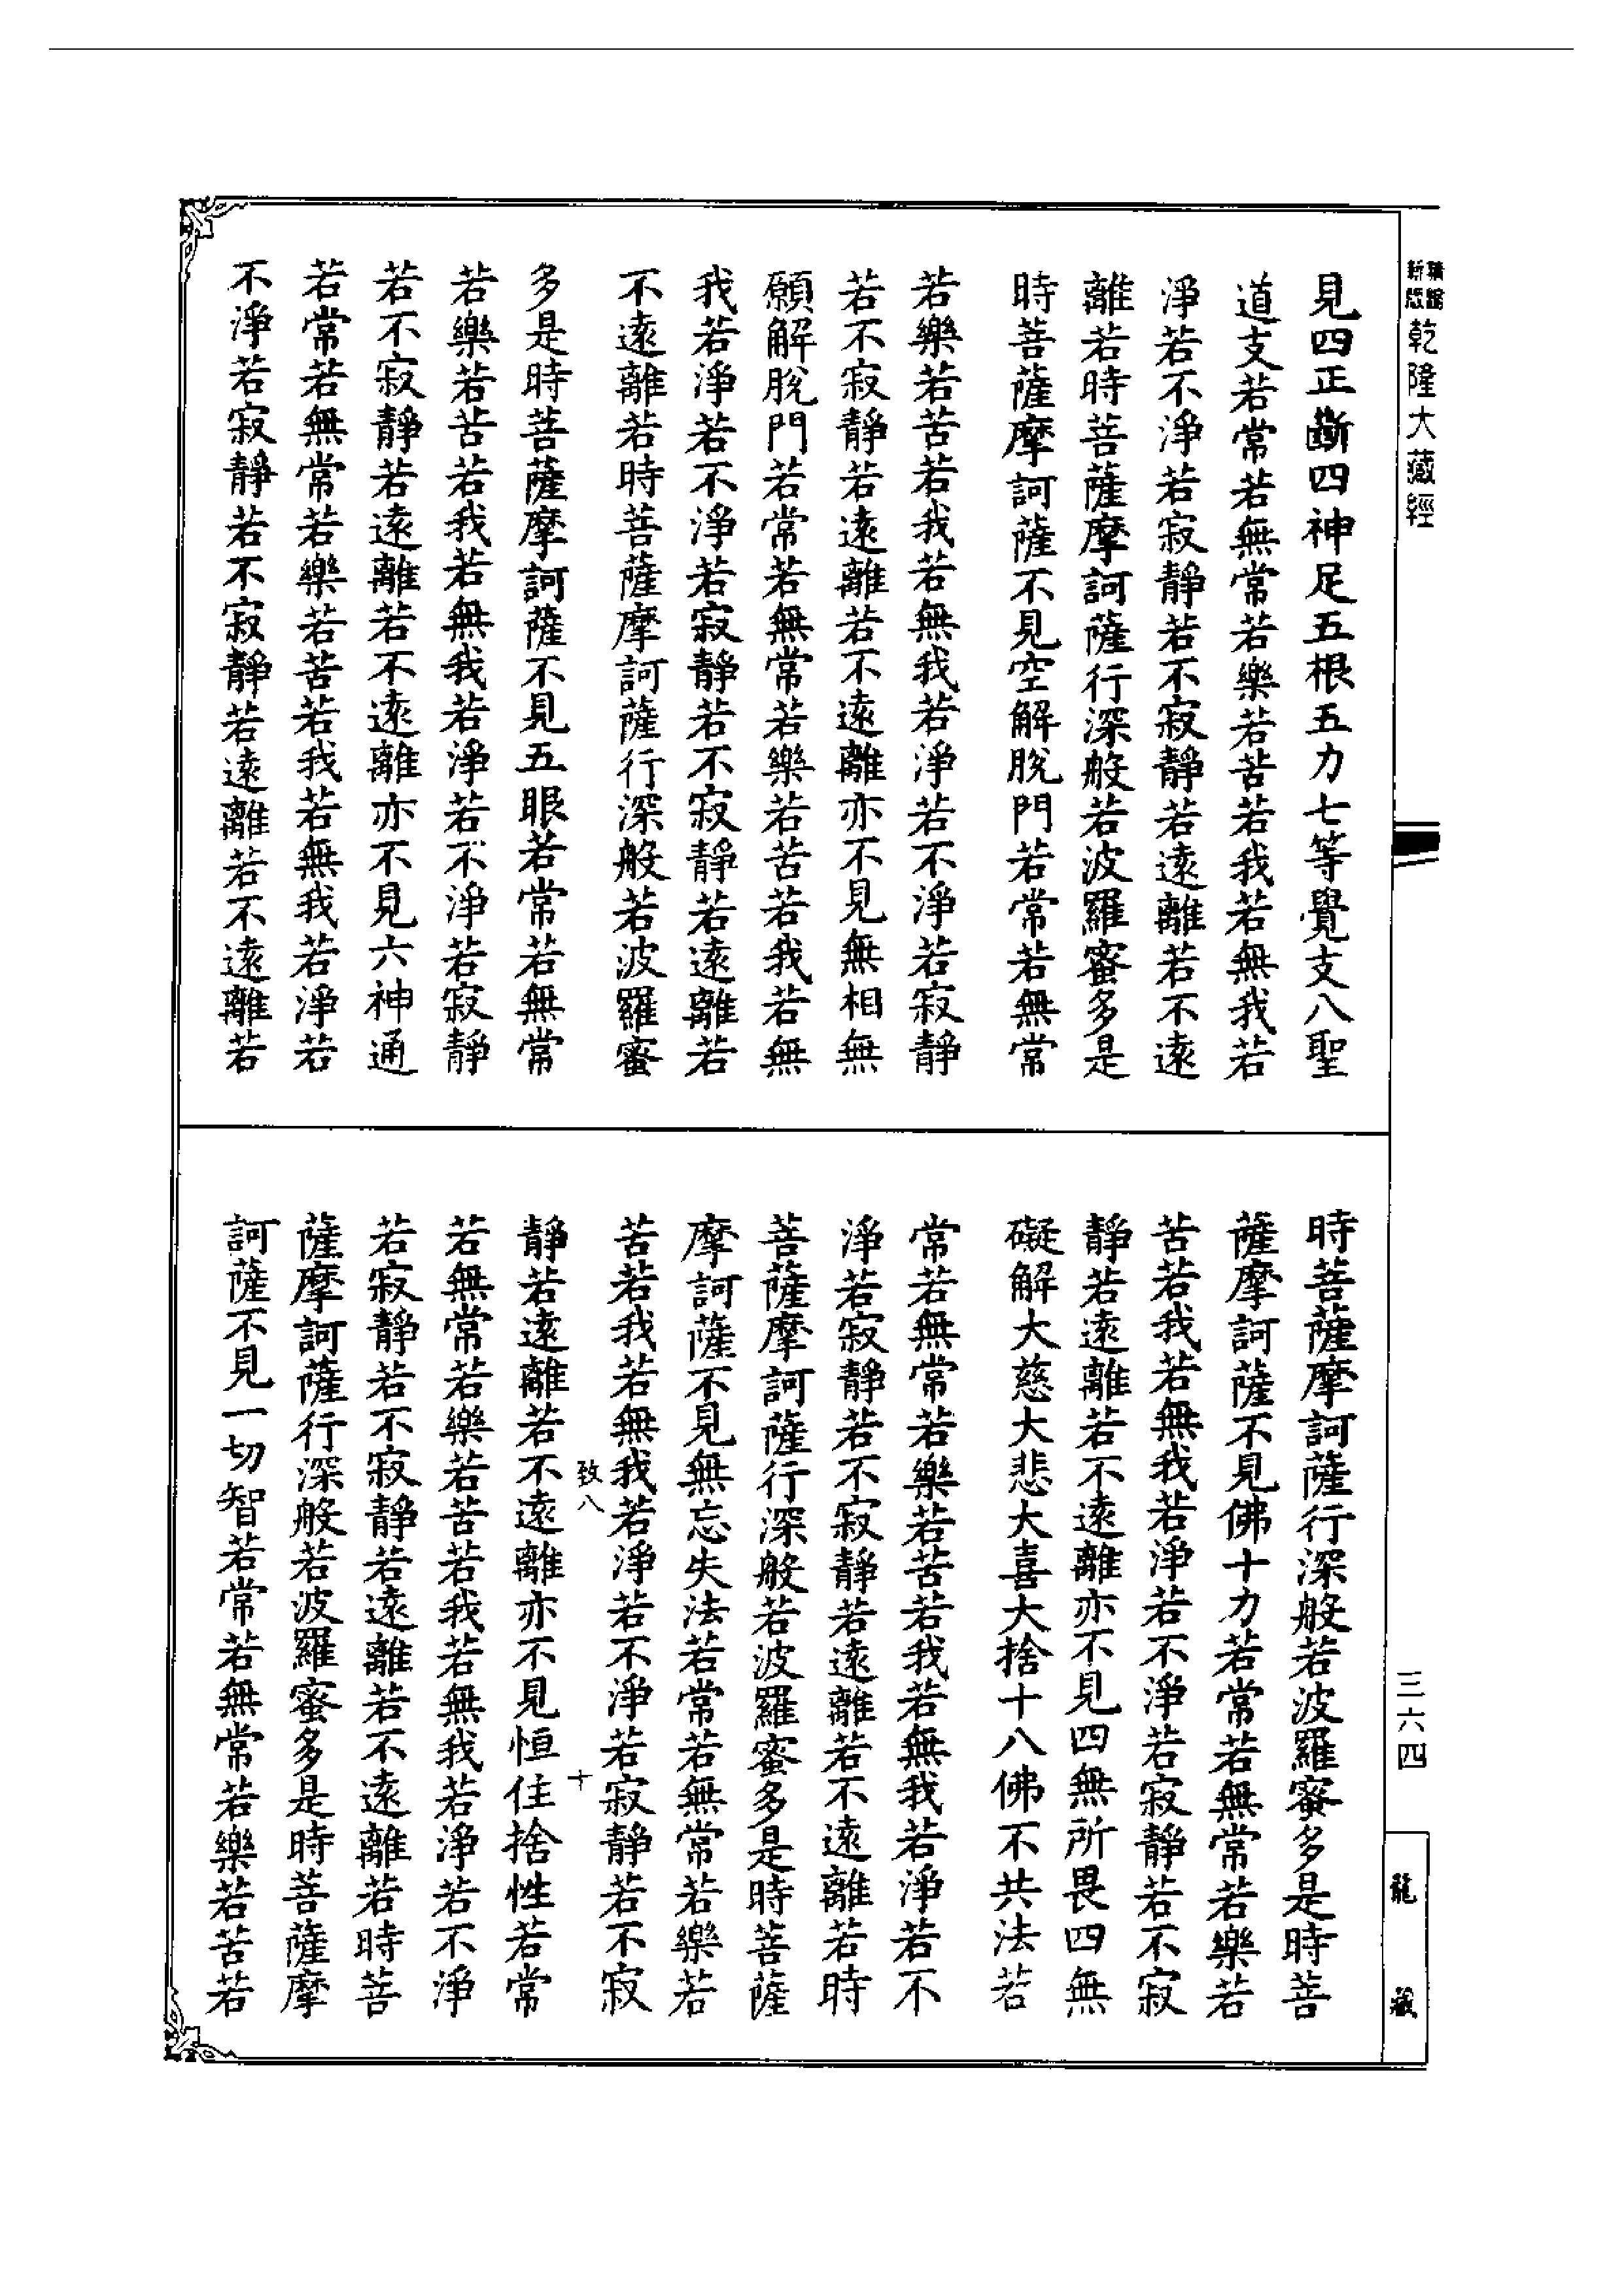 新版
精鐫
乾隆大藏經
見四正斷四神足五根五力七等覺支八聖
道支若常若無常若樂若苦若我若無我若
淨若不淨若寂靜若不寂靜若遠離若不遠
離若時菩薩摩訶薩行深般若波羅蜜多是
時菩薩摩訶薩不見空解脫門若常若無常
若樂若苦若我若無我若淨若不淨若寂靜
若不寂靜若遠離若不遠離亦不見無相無
願解脫門若常若無常若樂若苦若我若無
我若淨若不淨若寂靜若不寂靜若遠離若
不遠離若時菩薩摩訶薩行深般若波羅蜜
多是時菩薩摩訶薩不見五眼若常若無常
若樂若苦若我若無我若淨若不淨若寂靜
若不寂靜若遠離若不遠離亦不見六神通
若常若無常若樂若苦若我若無我若淨若
不淨若寂靜若不寂靜若遠離若不遠離若
時菩薩摩訶薩行深般若波羅蜜多是時菩
薩摩訶薩不見佛十力若常若無常若樂若
苦若我若無我若淨若不淨若寂靜若不寂
靜若遠離若不遠離亦不見四無所畏四無
礙解大慈大悲大喜大捨十八佛不共法若
常若無常若樂若苦若我若無我若淨若不
淨若寂靜若不寂靜若遠離若不遠離若時
菩薩摩訶薩行深般若波羅蜜多是時菩薩
摩訶薩不見無忘失法若常若無常若樂若
苦若我若無我若淨若不淨若寂靜若不寂
致八
十
靜若遠離若不遠離亦不見恒住捨性若常
若無常若樂若苦若我若無我若淨若不淨
若寂靜若不寂靜若遠離若不遠離若時菩
薩摩訶薩行深般若波羅蜜多是時菩薩摩
訶薩不見一切智若常若無常若樂若苦若
三六四
龍藏